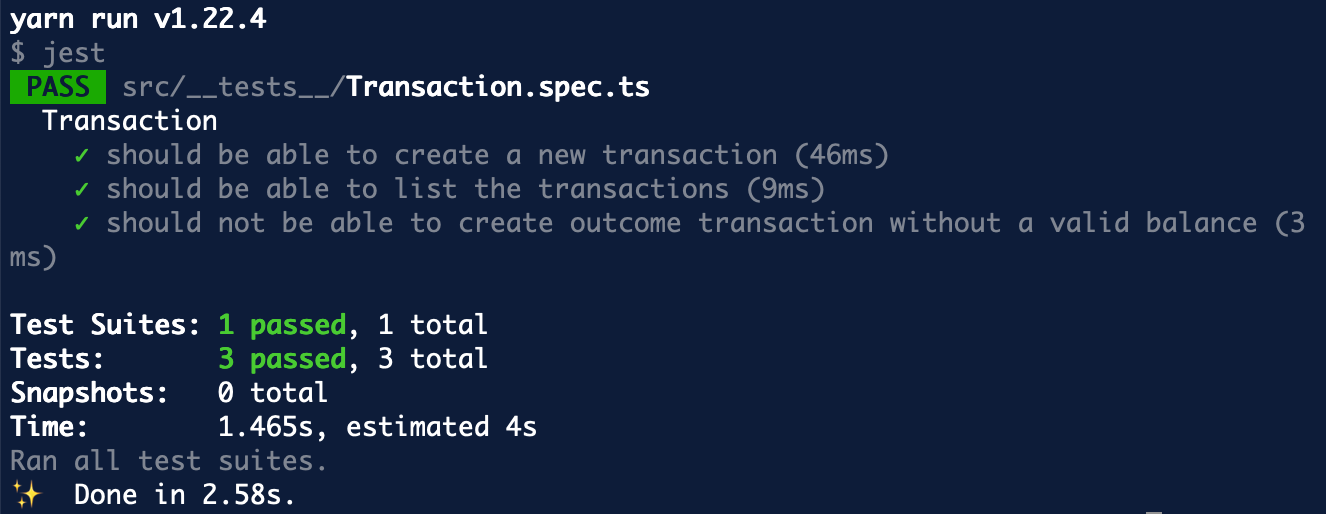 yarn run v1.22.4
$ jest
PASS src/__tests__/Transaction.spec.ts
Transaction
✓ should be able to create a new transaction (46ms)
✓ should be able to list the transactions (9ms)
✓ should not be able to create outcome transaction without a valid balance (3
ms)
Test Suites: 1 passed, 1 total
Tests: 3 passed, 3 total
Snapshots: 0 total
Time: 1.465s, estimated 4s
Ran all test suites.
✨ Done in 2.58s.